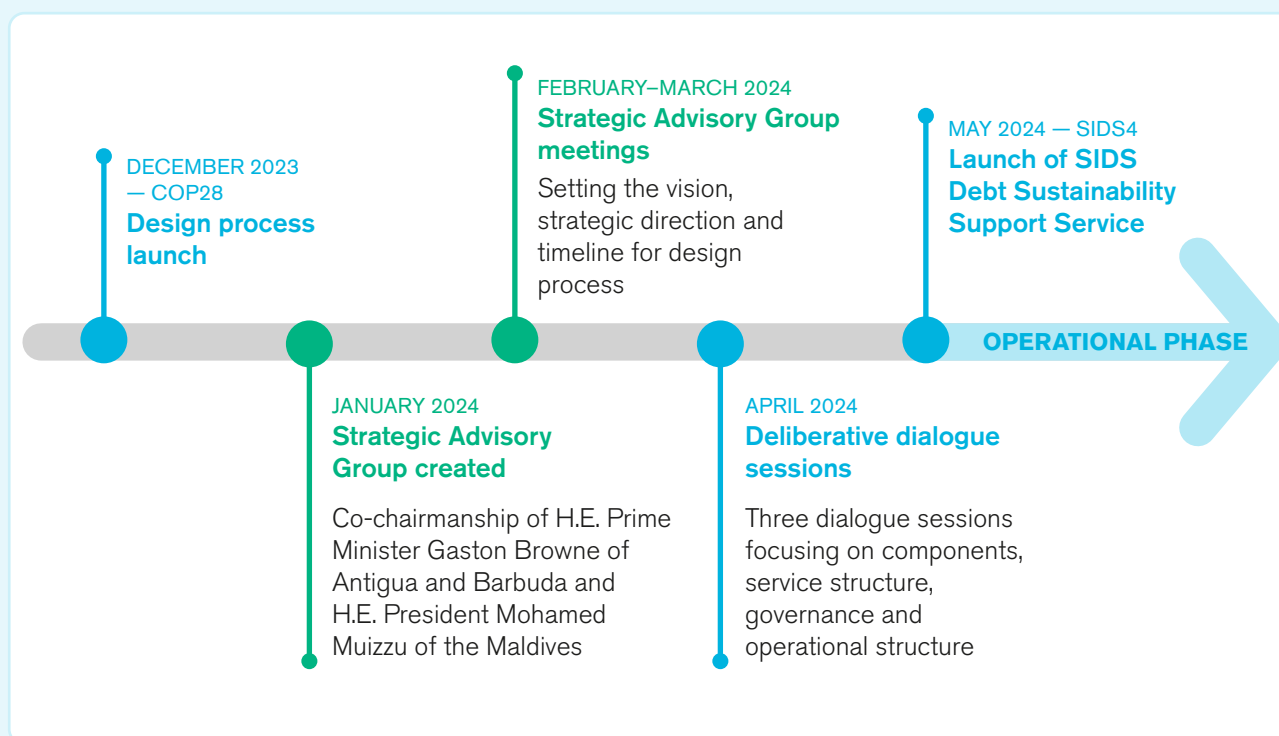 DECEMBER 2023
— COP28
Design process
launch
JANUARY 2024
Strategic Advisory
Group created
Co-chairmanship of H.E. Prime
Minister Gaston Browne of
Antigua and Barbuda and
H.E. President Mohamed
Muizzu of the Maldives
FEBRUARY–MARCH 2024
Strategic Advisory Group
meetings
Setting the vision,
strategic direction and
timeline for design
process
APRIL 2024
Deliberative dialogue
sessions
Three dialogue sessions
focusing on components,
service structure,
governance and
operational structure
MAY 2024 — SIDS4
Launch of SIDS
Debt Sustainability
Support Service
OPERATIONAL PHASE